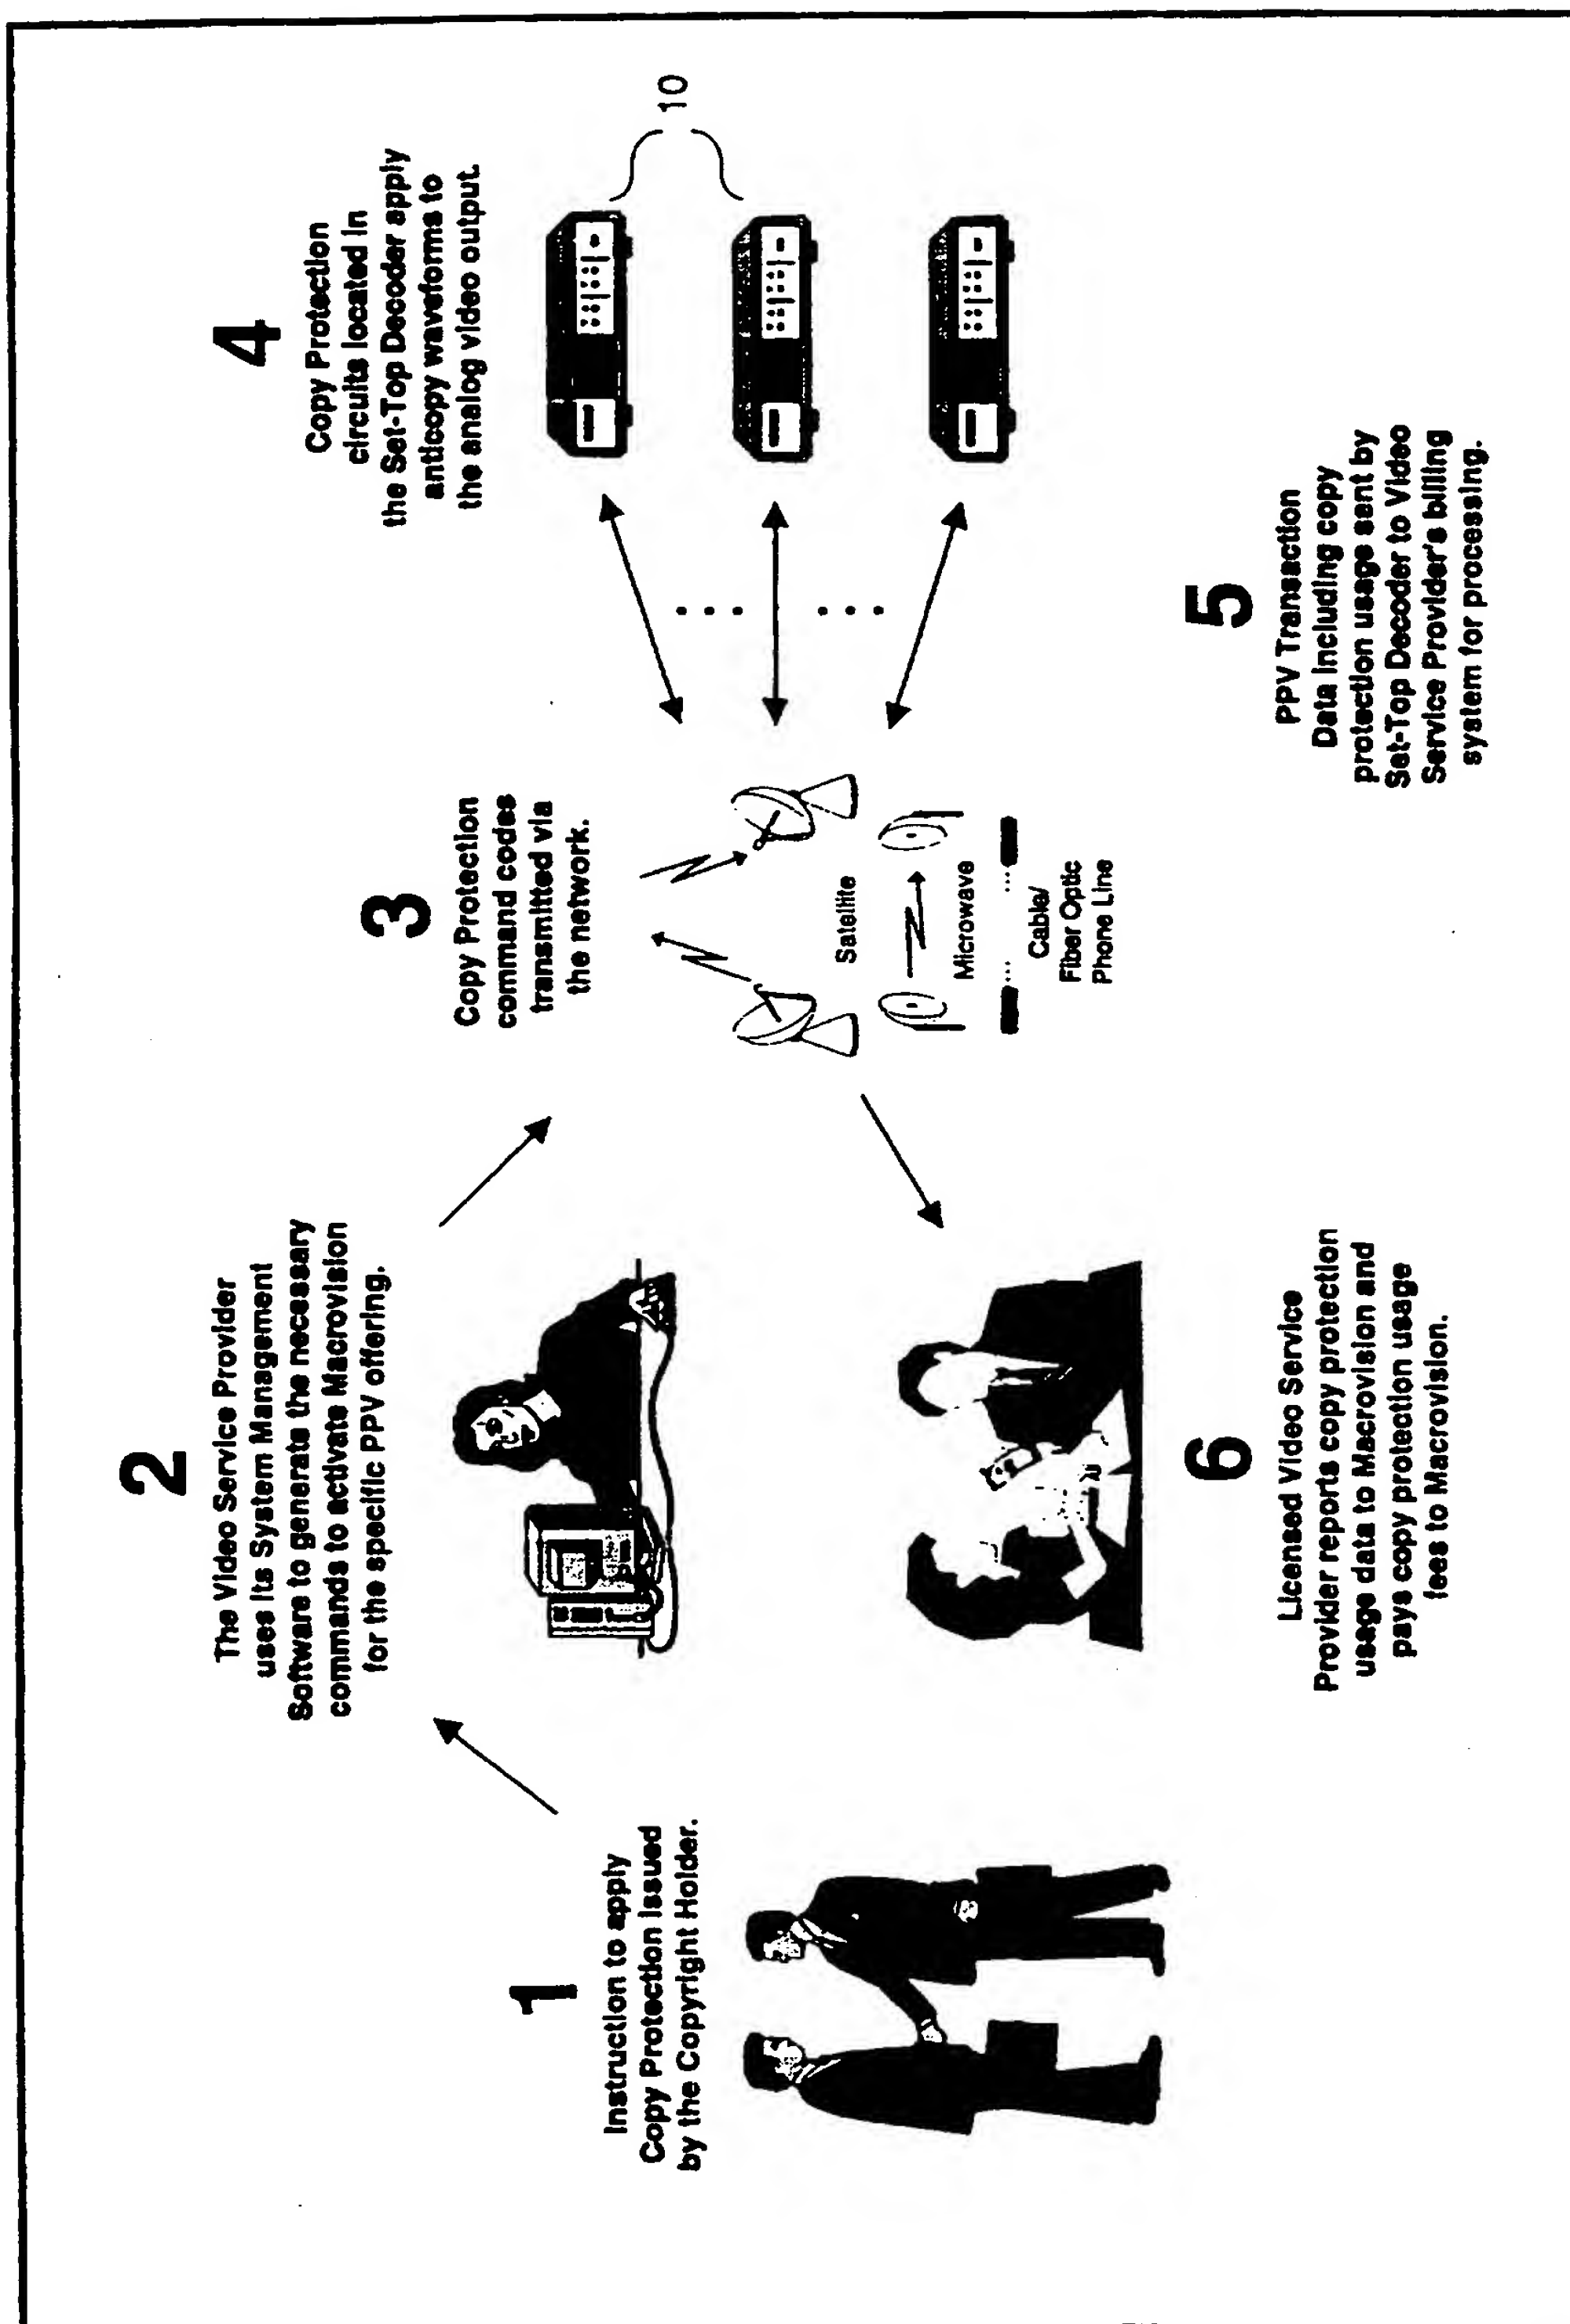 1
Instruction to apply
Copy Protection issued
by the Copyright Holder.
2
The Video Service Provider
uses its System Management
Software to generate the necessary
commands to activate Macrovision
for the specific PPV offering.
3
Copy Protection
command codes
transmitted via
the network.
Satellite
Microwave
Cable/
Fiber Optic
Phone Line
4
Copy Protection
circuits located in
the Set-Top Decoder apply
anticopy waveforms to
the analog video output.
10
5
PPV Transaction
Data including copy
protection usage sent by
Set-Top Decoder to Video
Service Provider's billing
system for processing.
6
Licensed Video Service
Provider reports copy protection
usage data to Macrovision and
pays copy protection usage
fees to Macrovision.